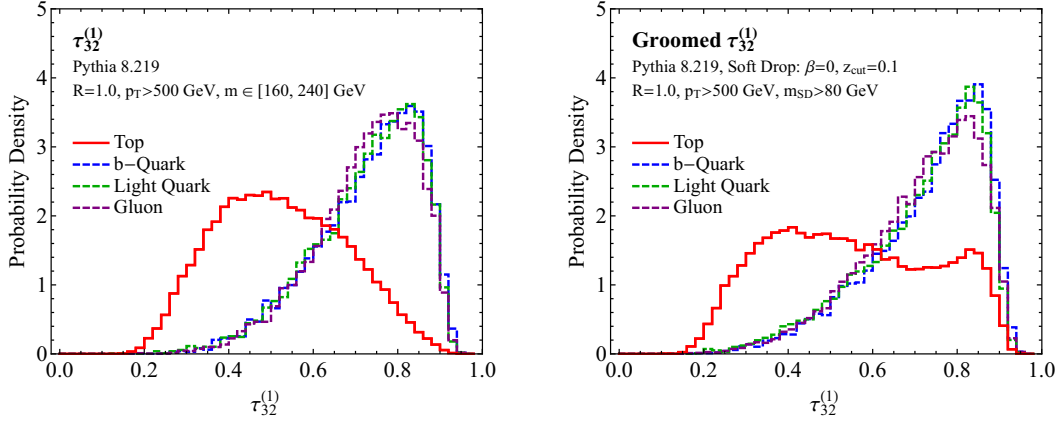 τ32(1)
Pythia 8.219
R=1.0, pT>500 GeV, m ∈ [160, 240] GeV
Top
b-Quark
Light Quark
Gluon
Probability Density
0
1
2
3
4
5
0.0 0.2 0.4 0.6 0.8 1.0
τ32(1)
Groomed τ32(1)
Pythia 8.219, Soft Drop: β=0, zcut=0.1
R=1.0, pT>500 GeV, mSD>80 GeV
Top
b-Quark
Light Quark
Gluon
Probability Density
0
1
2
3
4
5
0.0 0.2 0.4 0.6 0.8 1.0
τ32(1)